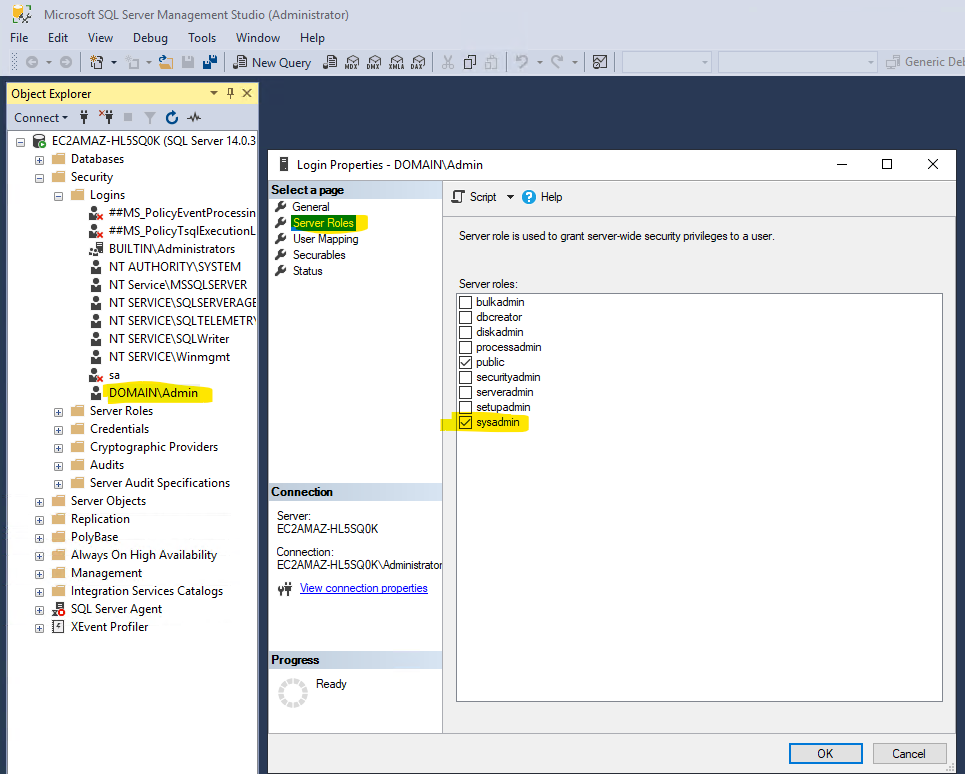 Microsoft SQL Server Management Studio (Administrator)
File Edit View Debug Tools Window Help
New Query MDX DMX XMLA DAX Generic Deb
Object Explorer
Connect
EC2AMAZ-HL5SQ0K (SQL Server 14.0.3
Databases
Security
Logins
##MS_PolicyEventProcessin
##MS_PolicyTsqlExecutionL
BUILTIN\Administrators
NT AUTHORITY\SYSTEM
NT Service\MSSQLSERVER
NT SERVICE\SQLSERVERAGE
NT SERVICE\SQLTELEMETRY
NT SERVICE\SQLWriter
NT SERVICE\Winmgmt
sa
DOMAIN\Admin
Server Roles
Credentials
Cryptographic Providers
Audits
Server Audit Specifications
Server Objects
Replication
PolyBase
Always On High Availability
Management
Integration Services Catalogs
SQL Server Agent
XEvent Profiler
Login Properties - DOMAIN\Admin
Select a page
General
Server Roles
User Mapping
Securables
Status
Connection
Server:
EC2AMAZ-HL5SQ0K
Connection:
EC2AMAZ-HL5SQ0K\Administrator
View connection properties
Progress
Ready
Script Help
Server role is used to grant server-wide security privileges to a user.
Server roles:
bulkadmin
dbcreator
diskadmin
processadmin
public
securityadmin
serveradmin
setupadmin
sysadmin
OK Cancel